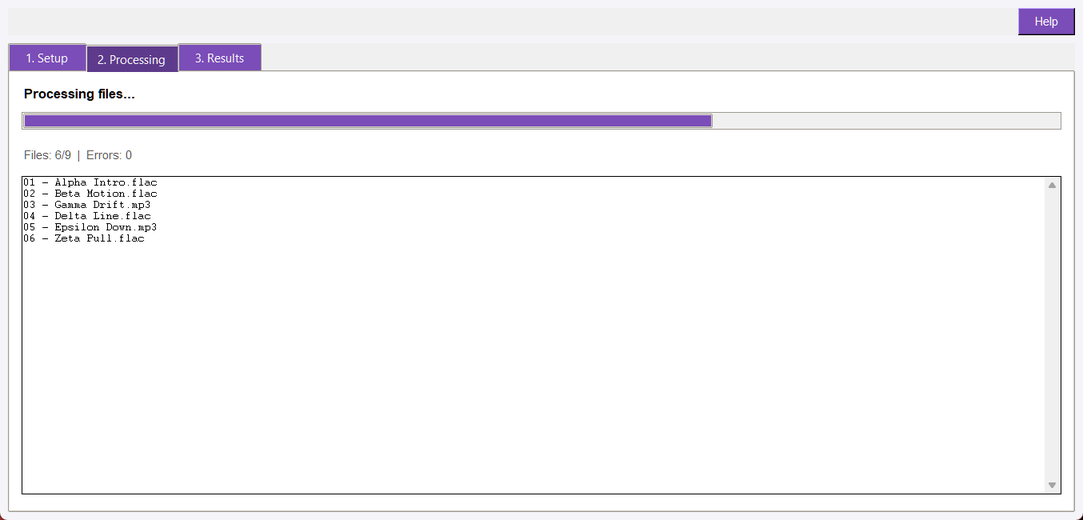 Help
1. Setup 2. Processing 3. Results
Processing files...
Files: 6/9 | Errors: 0
01 – Alpha Intro.flac
02 – Beta Motion.flac
03 – Gamma Drift.mp3
04 – Delta Line.flac
05 – Epsilon Down.mp3
06 – Zeta Pull.flac